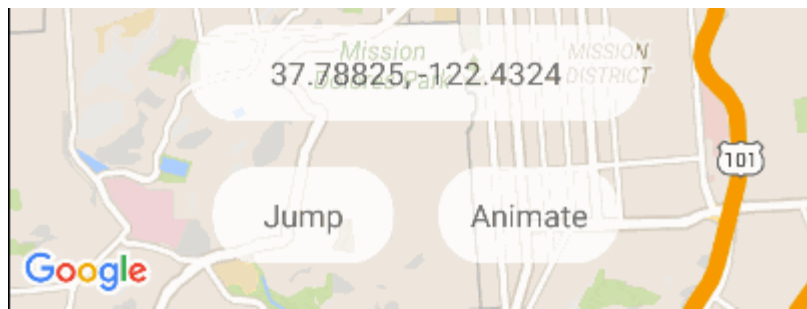 Mission
Dolores Park
MISSION
DISTRICT
37.78825,-122.4324
101
Jump
Animate
Google